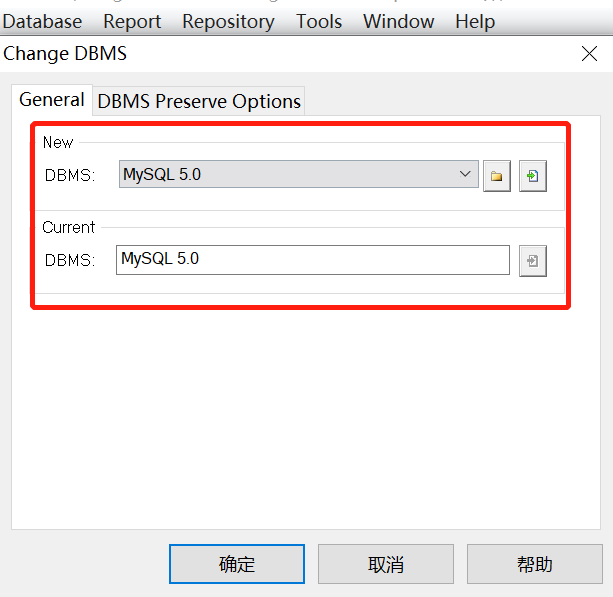 Database Report Repository Tools Window Help
Change DBMS
General DBMS Preserve Options
New
DBMS: MySQL 5.0
Current
DBMS: MySQL 5.0
确定 取消 帮助